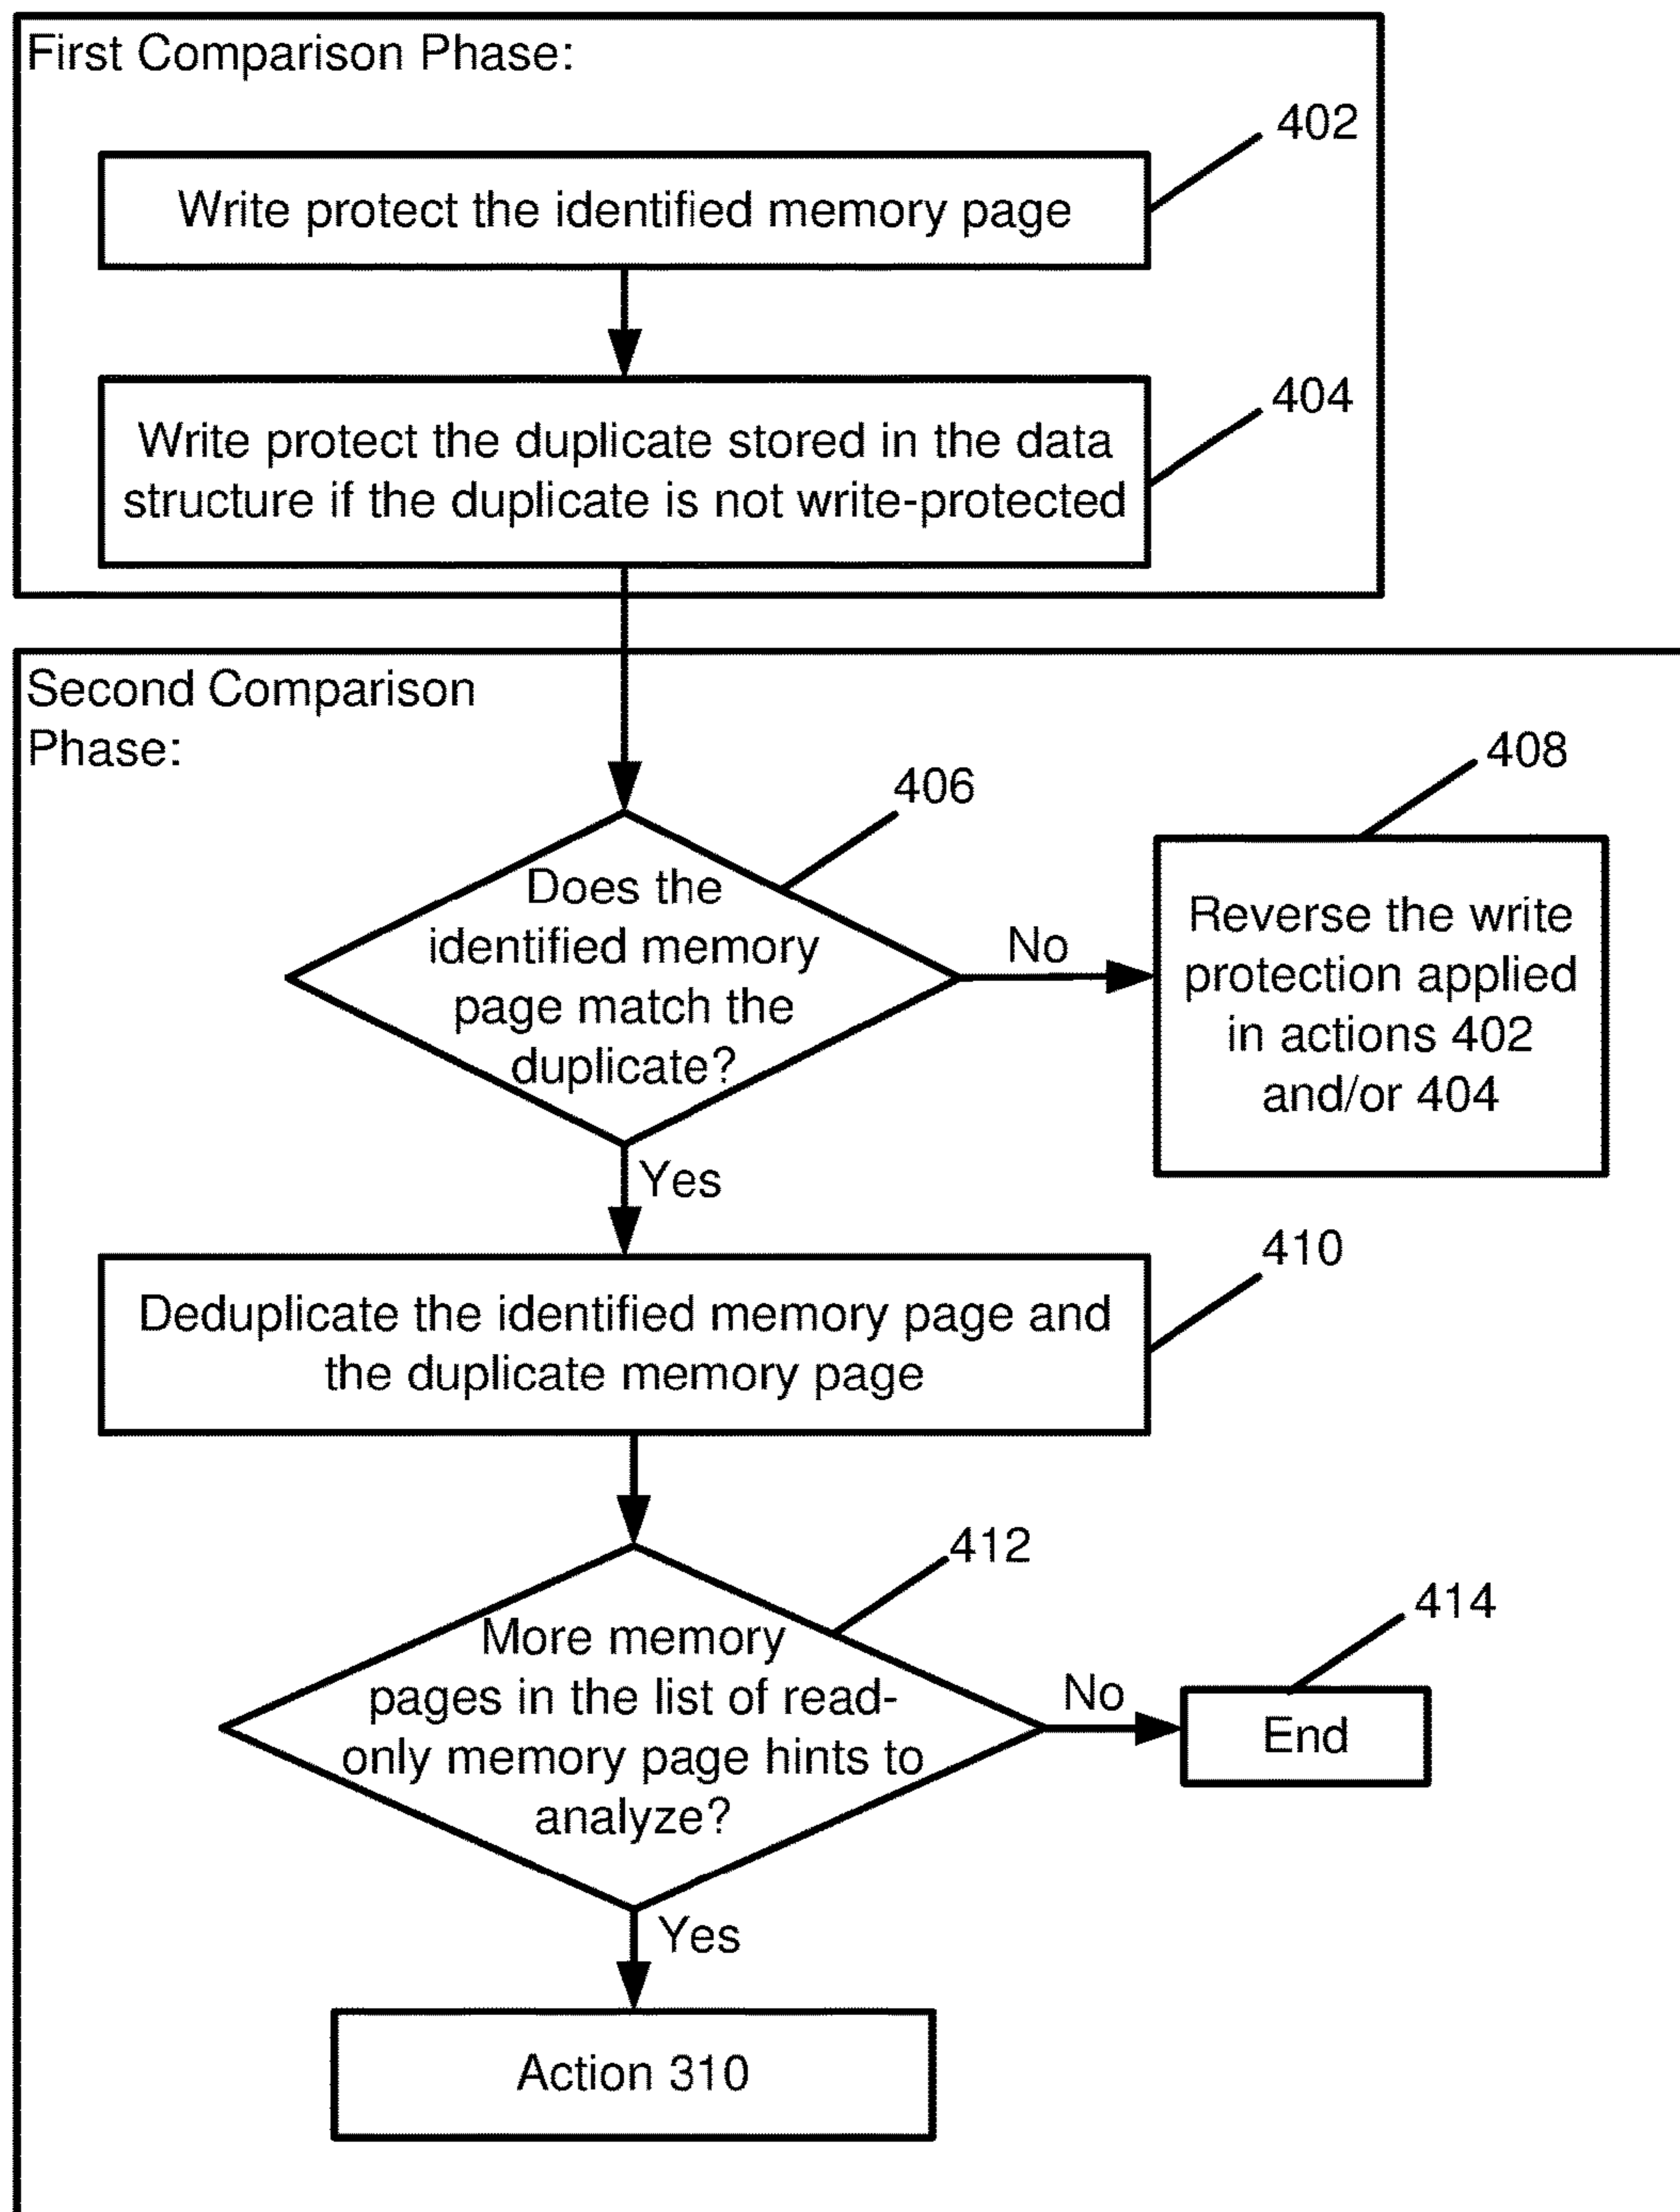 First Comparison Phase:
402
Write protect the identified memory page
404
Write protect the duplicate stored in the data
structure if the duplicate is not write-protected
Second Comparison
Phase:
406
408
Does the
identified memory
page match the
duplicate?
No
Reverse the write
protection applied
in actions 402
and/or 404
Yes
410
Deduplicate the identified memory page and
the duplicate memory page
412
414
More memory
pages in the list of read-
only memory page hints to
analyze?
No
End
Yes
Action 310